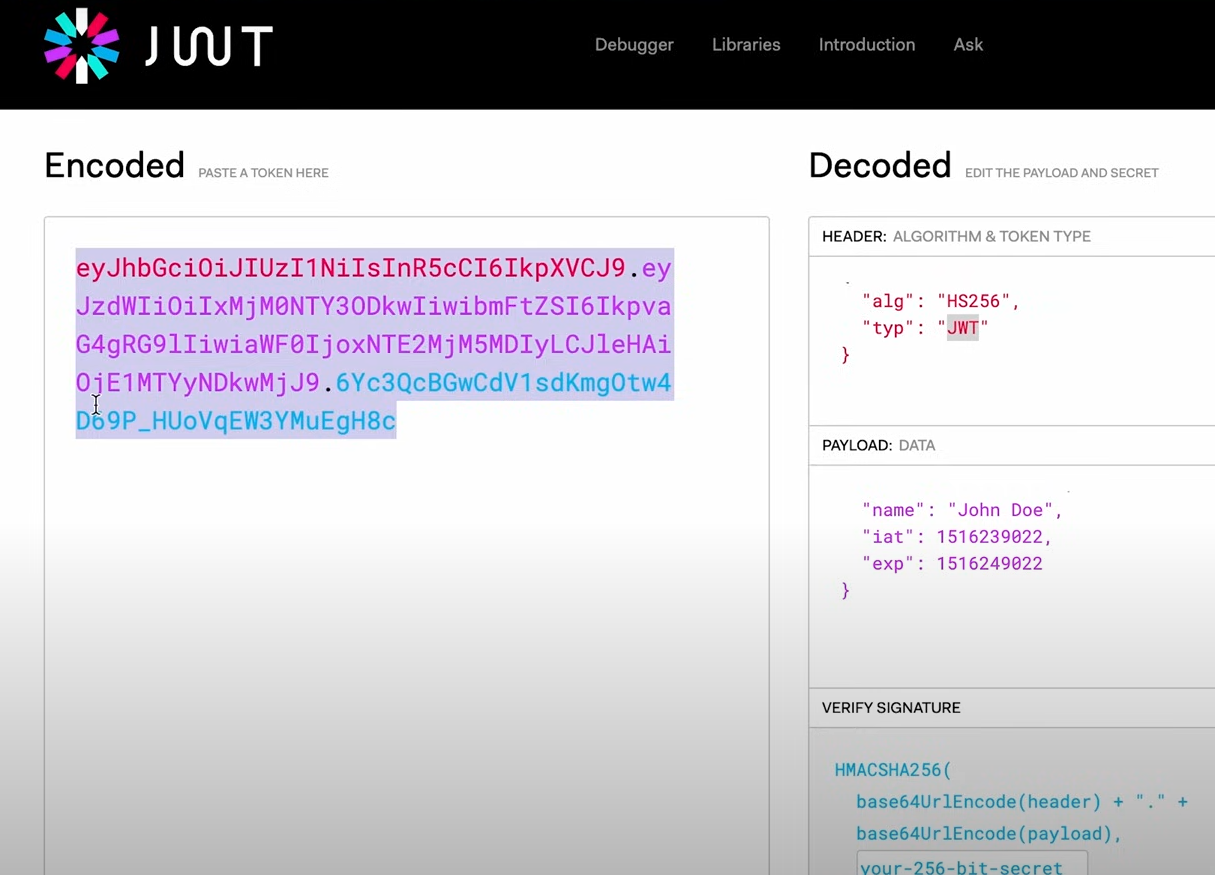 JWT
Debugger Libraries Introduction Ask
Encoded PASTE A TOKEN HERE
eyJhbGciOiJIUzI1NiIsInR5cCI6IkpXVCJ9.ey
JzdWIiOiIxMjM0NTY3ODkwIiwibmFtZSI6Ikpva
G4gRG9lIiwiaWF0IjoxNTE2MjM5MDIyLCJleHAi
OjE1MTYyNDkwMjJ9.6Yc3QcBGwCdV1sdKmgOtw4
D69P_HUoVqEW3YMuEgH8c
Decoded EDIT THE PAYLOAD AND SECRET
HEADER: ALGORITHM & TOKEN TYPE
"alg": "HS256",
"typ": "JWT"
}
PAYLOAD: DATA
"name": "John Doe",
"iat": 1516239022,
"exp": 1516249022
}
VERIFY SIGNATURE
HMACSHA256(
base64UrlEncode(header) + "." +
base64UrlEncode(payload),
your-256-bit-secret